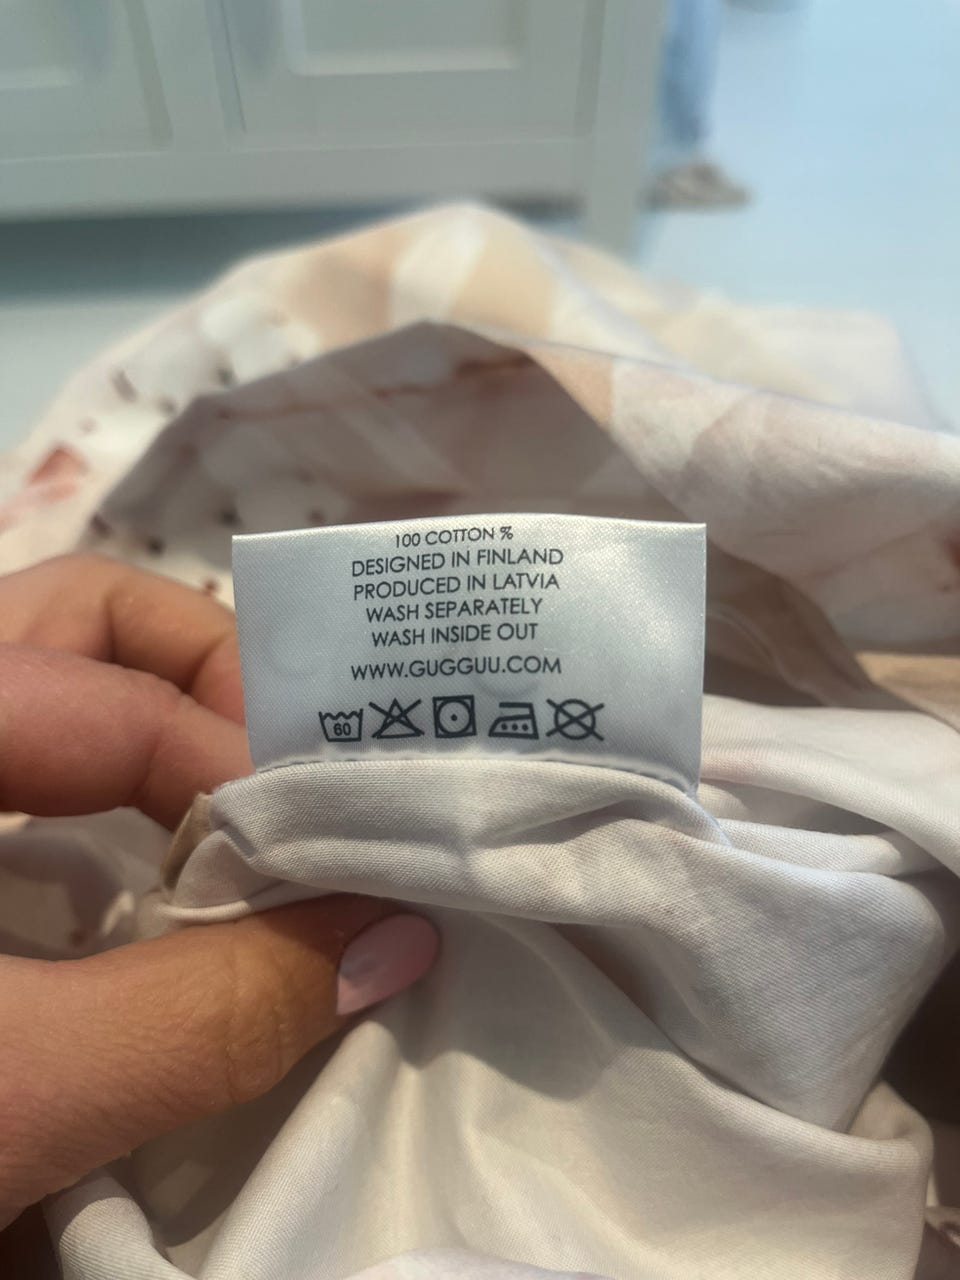 100 COTTON %
DESIGNED IN FINLAND
PRODUCED IN LATVIA
WASH SEPARATELY
WASH INSIDE OUT
WWW.GUGGUU.COM
60